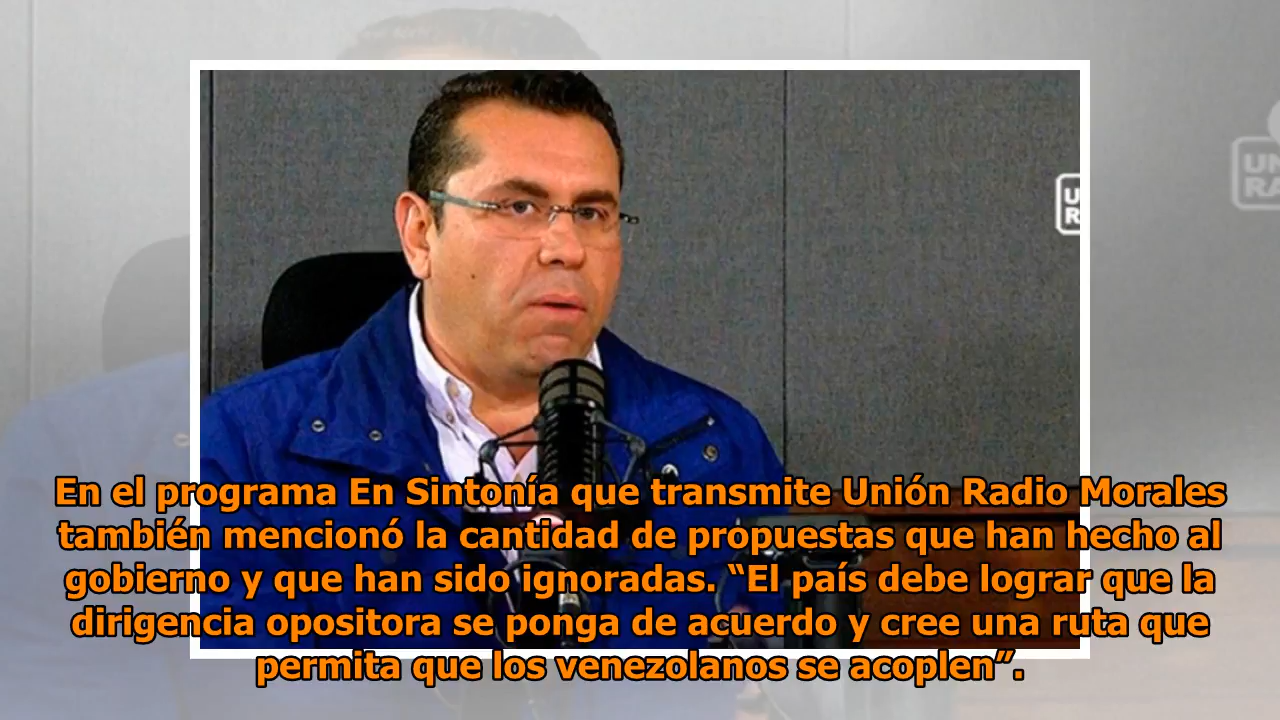 U
R
UN
RA
En el programa En Sintonía que transmite Unión Radio Morales
también mencionó la cantidad de propuestas que han hecho al
gobierno y que han sido ignoradas. “El país debe lograr que la
dirigencia opositora se ponga de acuerdo y cree una ruta que
permita que los venezolanos se acoplen”.